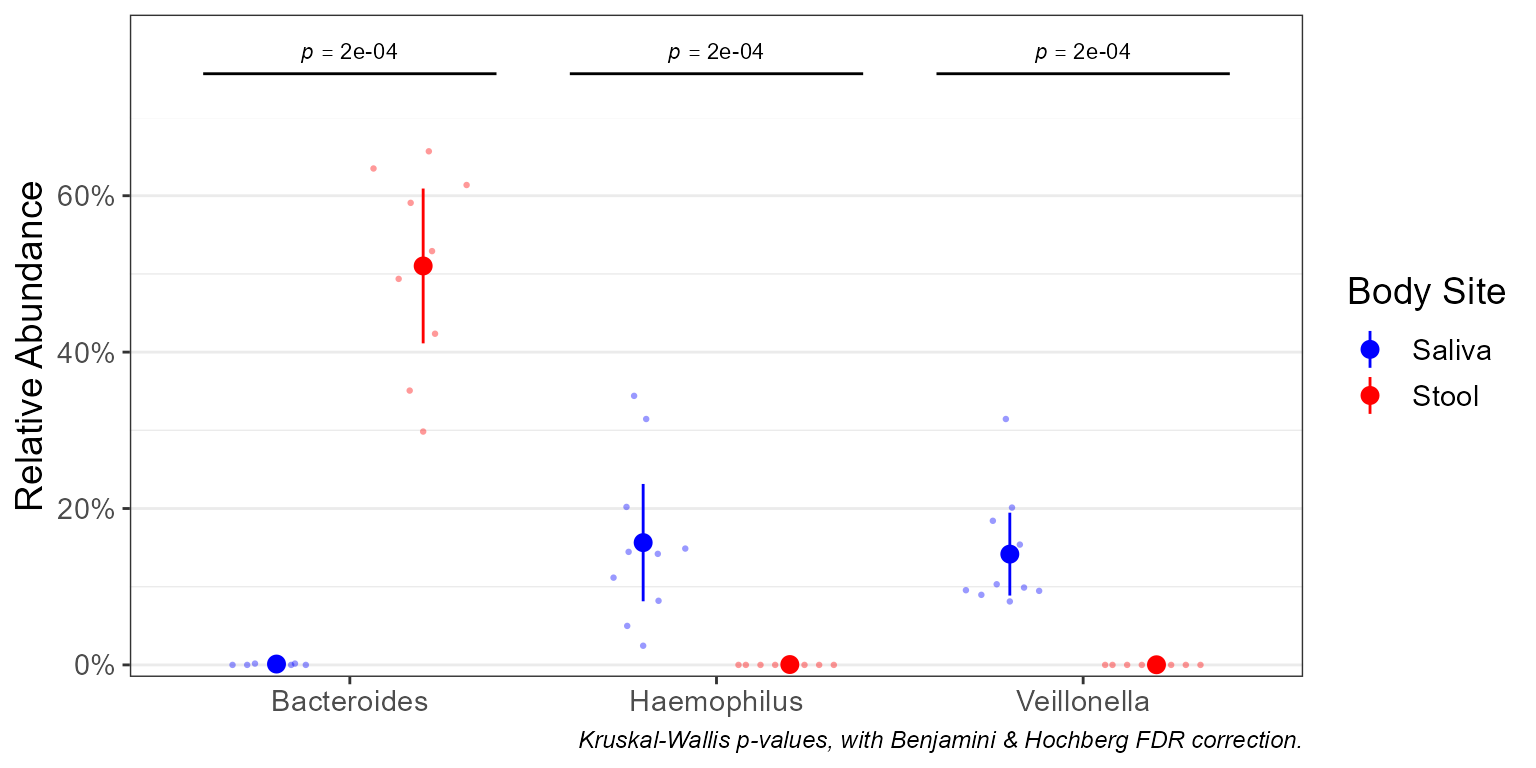 p = 2e-04
p = 2e-04
p = 2e-04
Relative Abundance
60%
40%
20%
0%
Bacteroides
Haemophilus
Veillonella
Kruskal-Wallis p-values, with Benjamini & Hochberg FDR correction.
Body Site
Saliva
Stool